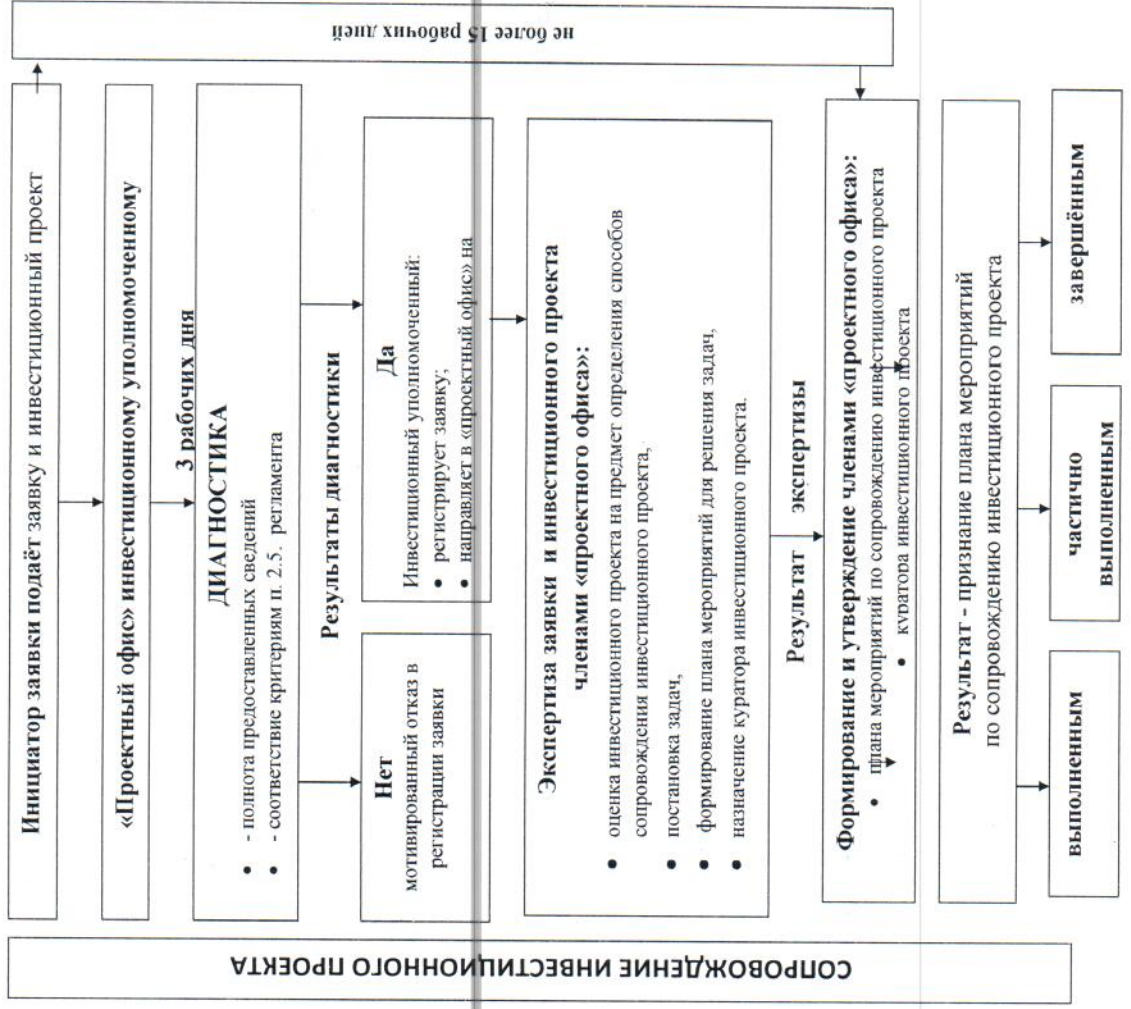 СОПРОВОЖДЕНИЕ ИНВЕСТИЦИОННОГО ПРОЕКТА
Инициатор заявки подаёт заявку и инвестиционный проект
не более 15 рабочих дней
«Проектный офис» инвестиционному уполномоченному
3 рабочих дня
ДИАГНОСТИКА
• - полнота предоставленных сведений
• - соответствие критериям п. 2.5. регламента
Результаты диагностики
Нет
мотивированный отказ в
регистрации заявки
Да
Инвестиционный уполномоченный:
• регистрирует заявку;
• направляет в «проектный офис» на
Экспертиза заявки и инвестиционного проекта
членами «проектного офиса»:
• оценка инвестиционного проекта на предмет определения способов
сопровождения инвестиционного проекта,
• постановка задач,
• формирование плана мероприятий для решения задач,
• назначение куратора инвестиционного проекта.
Результат экспертизы
Формирование и утверждение членами «проектного офиса»:
• плана мероприятий по сопровождению инвестиционного проекта
• куратора инвестиционного проекта
Результат - признание плана мероприятий
по сопровождению инвестиционного проекта
выполненным
частично
выполненным
завершённым